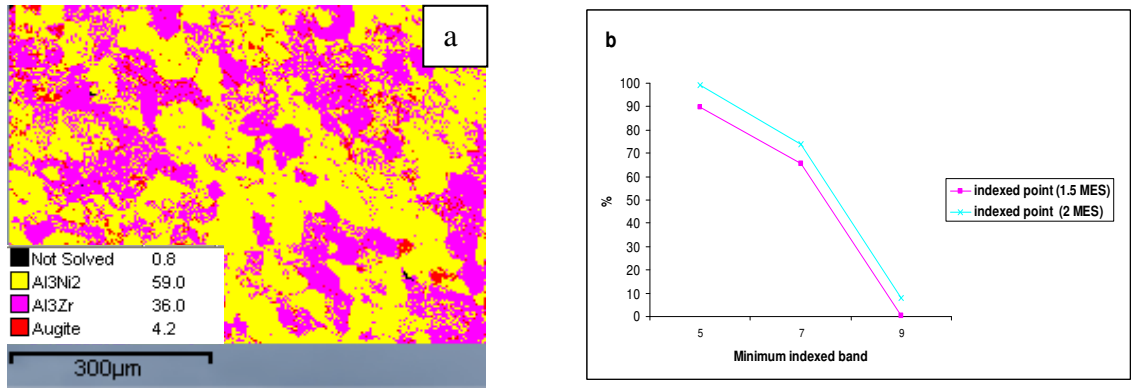 a
Not Solved 0.8
Al3Ni2 59.0
Al3Zr 36.0
Augite 4.2
300µm
b
100
90
80
70
60
50
40
30
20
10
0
%
5 7 9
Minimum indexed band
indexed point (1.5 MES)
indexed point (2 MES)